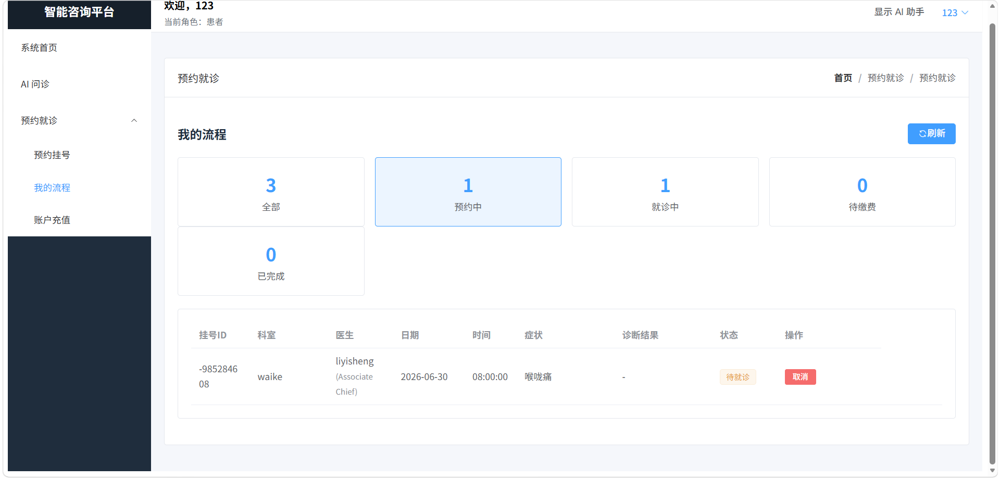 智能咨询平台
欢迎，123
当前角色：患者
显示 AI 助手
123
系统首页
AI 问诊
预约就诊
预约挂号
我的流程
账户充值
预约就诊
首页 / 预约就诊 / 预约就诊
我的流程
刷新
3
全部
1
预约中
1
就诊中
0
待缴费
0
已完成
挂号ID 科室 医生 日期 时间 症状 诊断结果 状态 操作
-9852846
08
waike
liyisheng
(Associate
Chief)
2026-06-30
08:00:00
喉咙痛
-
待就诊
取消